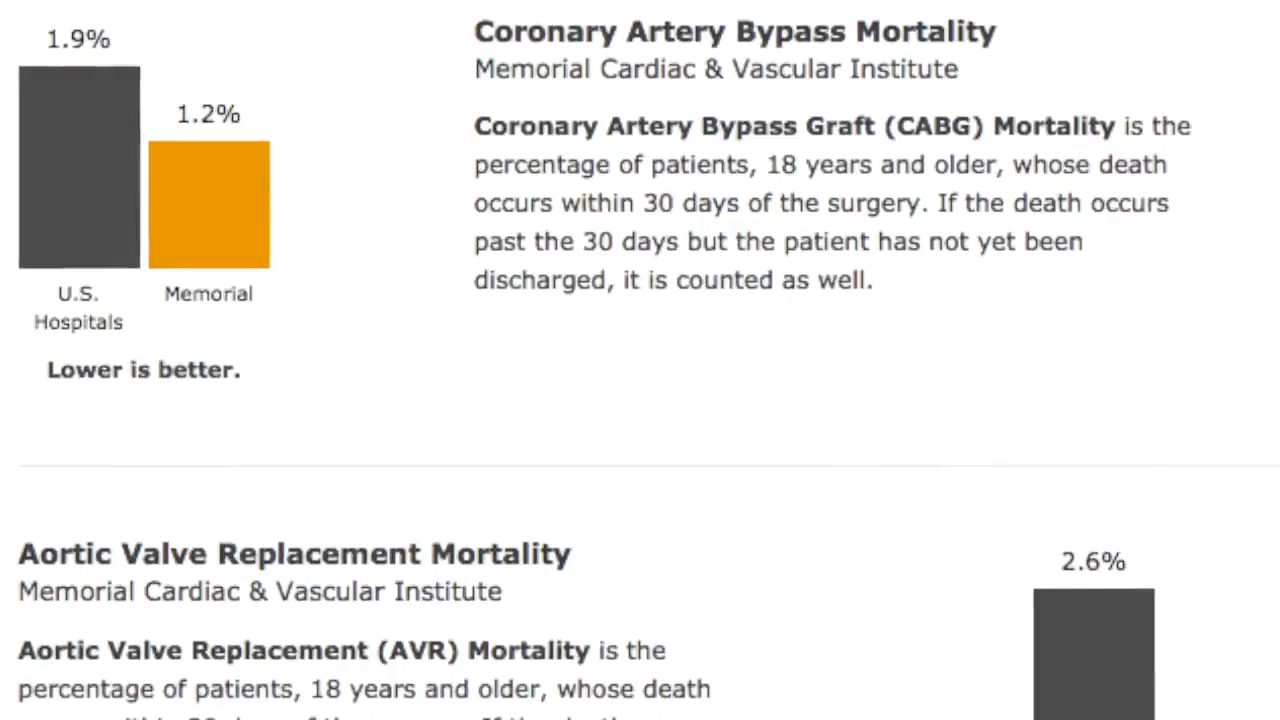 1.9%
1.2%
U.S.
Hospitals
Memorial
Lower is better.
Coronary Artery Bypass Mortality
Memorial Cardiac & Vascular Institute
Coronary Artery Bypass Graft (CABG) Mortality is the
percentage of patients, 18 years and older, whose death
occurs within 30 days of the surgery. If the death occurs
past the 30 days but the patient has not yet been
discharged, it is counted as well.
Aortic Valve Replacement Mortality
Memorial Cardiac & Vascular Institute
Aortic Valve Replacement (AVR) Mortality is the
percentage of patients, 18 years and older, whose death
2.6%